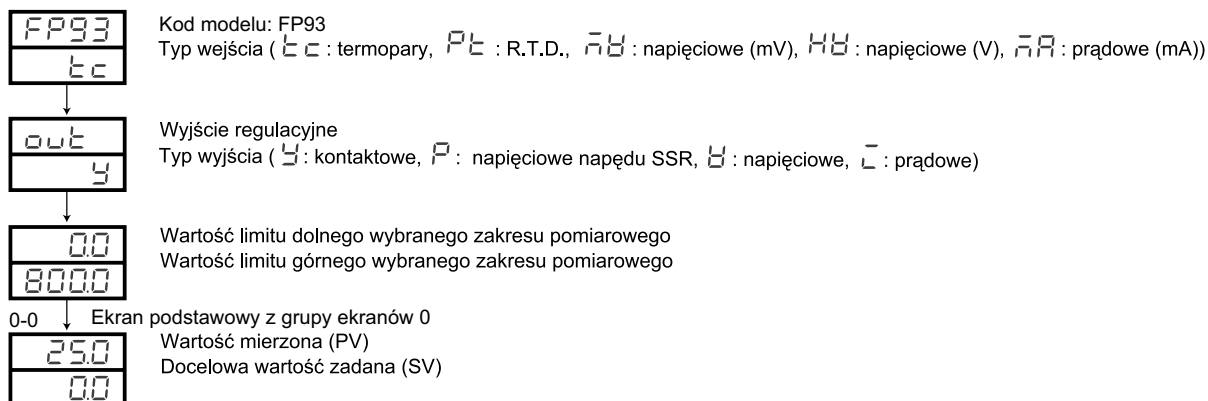 FP93 Kod modelu: FP93
tc Typ wejścia ( tc : termopary, Pt : R.T.D., mV : napięciowe (mV), HV : napięciowe (V), mA : prądowe (mA))
out Wyjście regulacyjne
Y Typ wyjścia ( Y : kontaktowe, P : napięciowe napędu SSR, V : napięciowe, I : prądowe)
0.0 Wartość limitu dolnego wybranego zakresu pomiarowego
800.0 Wartość limitu górnego wybranego zakresu pomiarowego
0-0 Ekran podstawowy z grupy ekranów 0
25.0 Wartość mierzona (PV)
0.0 Docelowa wartość zadana (SV)